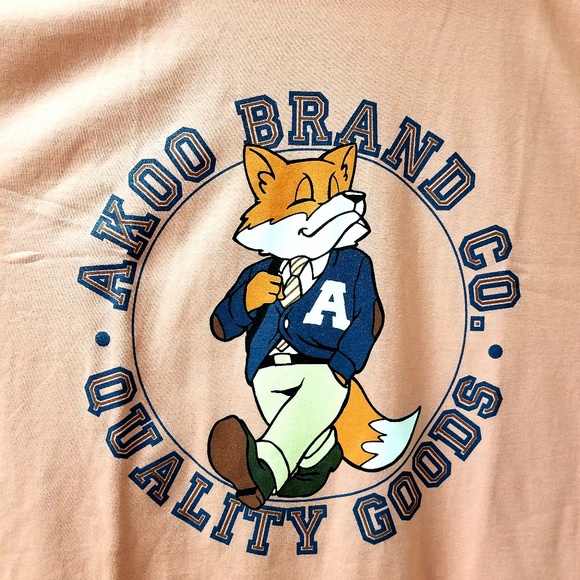 AKOO BRAND CO.
A
• QUALITY GOODS •